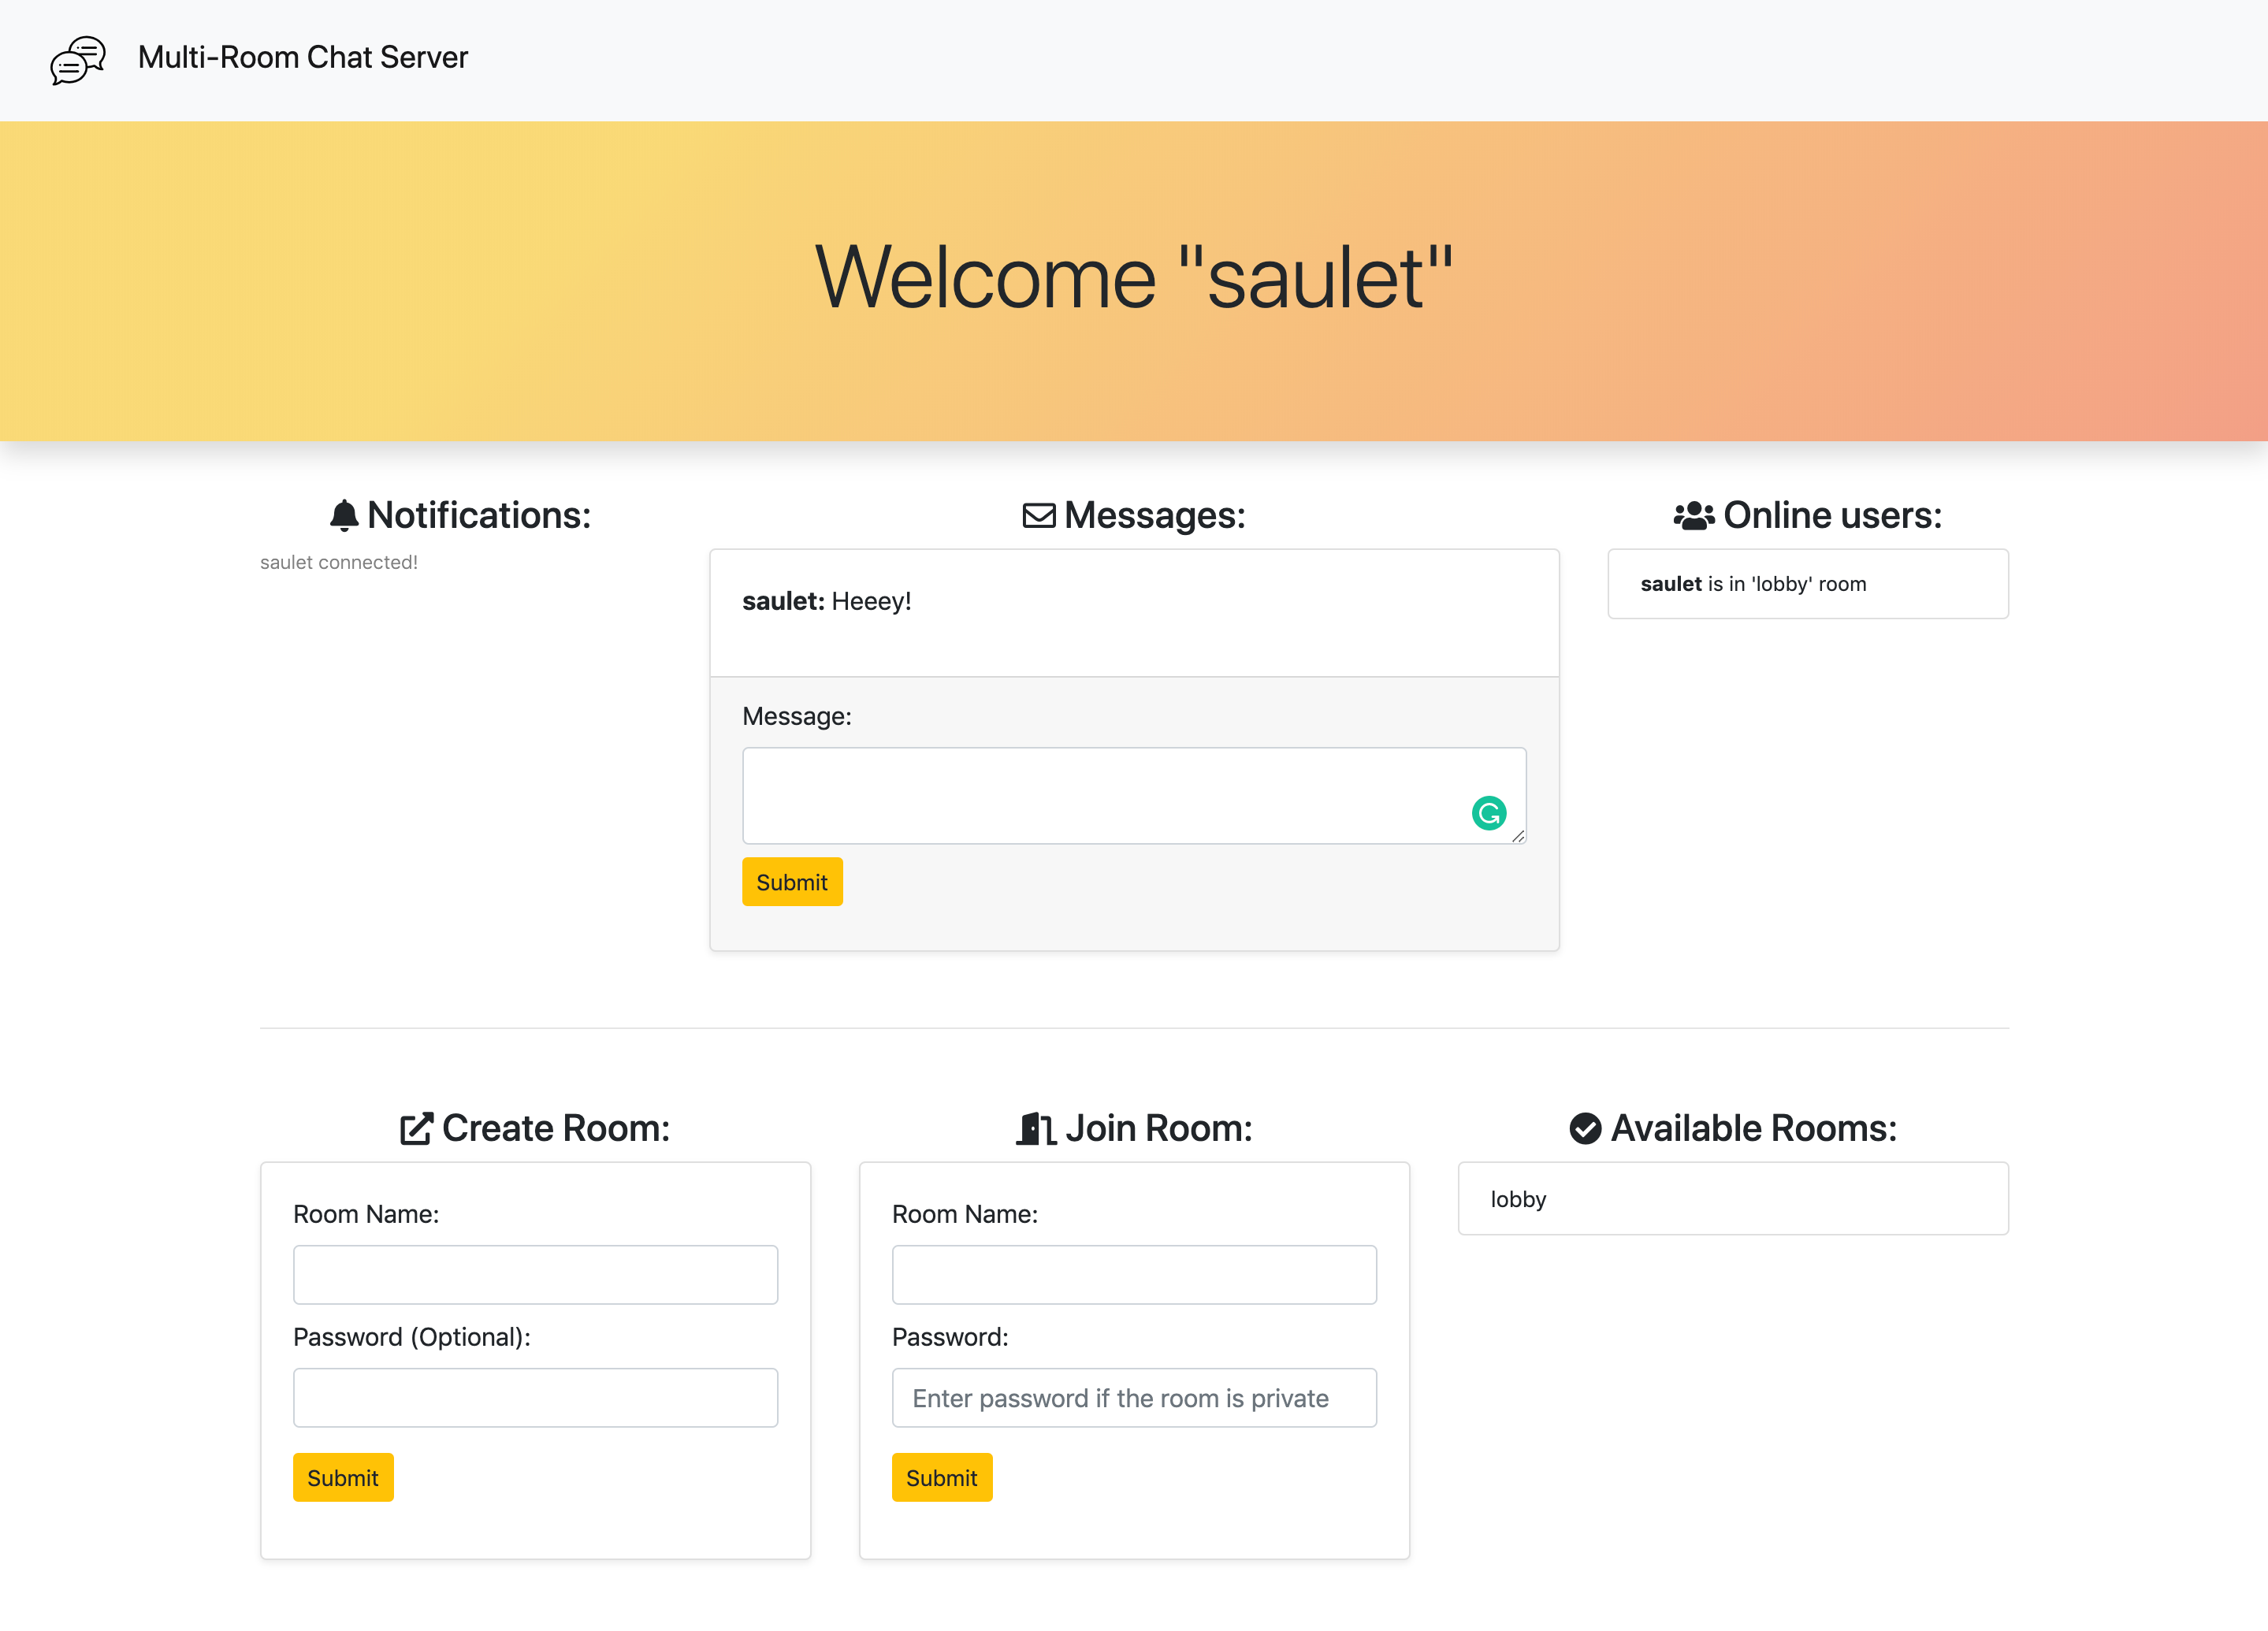 Multi-Room Chat Server
Welcome "saulet"
Notifications:
saulet connected!
Messages:
saulet: Heeey!
Message:
Submit
Online users:
saulet is in 'lobby' room
Create Room:
Room Name:
Password (Optional):
Submit
Join Room:
Room Name:
Password:
Enter password if the room is private
Submit
Available Rooms:
lobby